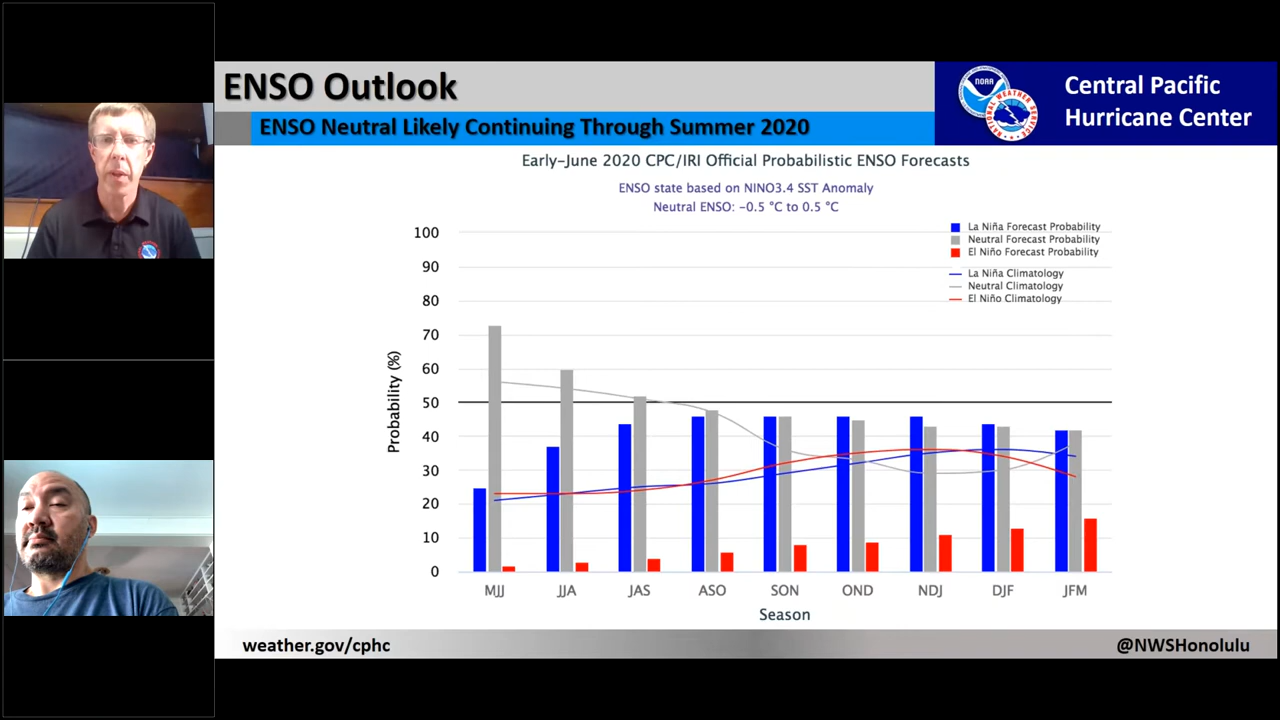 ENSO Outlook
ENSO Neutral Likely Continuing Through Summer 2020
NOAA
NATIONAL WEATHER SERVICE
Central Pacific
Hurricane Center
Early-June 2020 CPC/IRI Official Probabilistic ENSO Forecasts
ENSO state based on NINO3.4 SST Anomaly
Neutral ENSO: -0.5 °C to 0.5 °C
La Niña Forecast Probability
Neutral Forecast Probability
El Niño Forecast Probability
La Niña Climatology
Neutral Climatology
El Niño Climatology
Probability (%)
100
90
80
70
60
50
40
30
20
10
0
MJJ JJA JAS ASO SON OND NDJ DJF JFM
Season
weather.gov/cphc
@NWSHonolulu